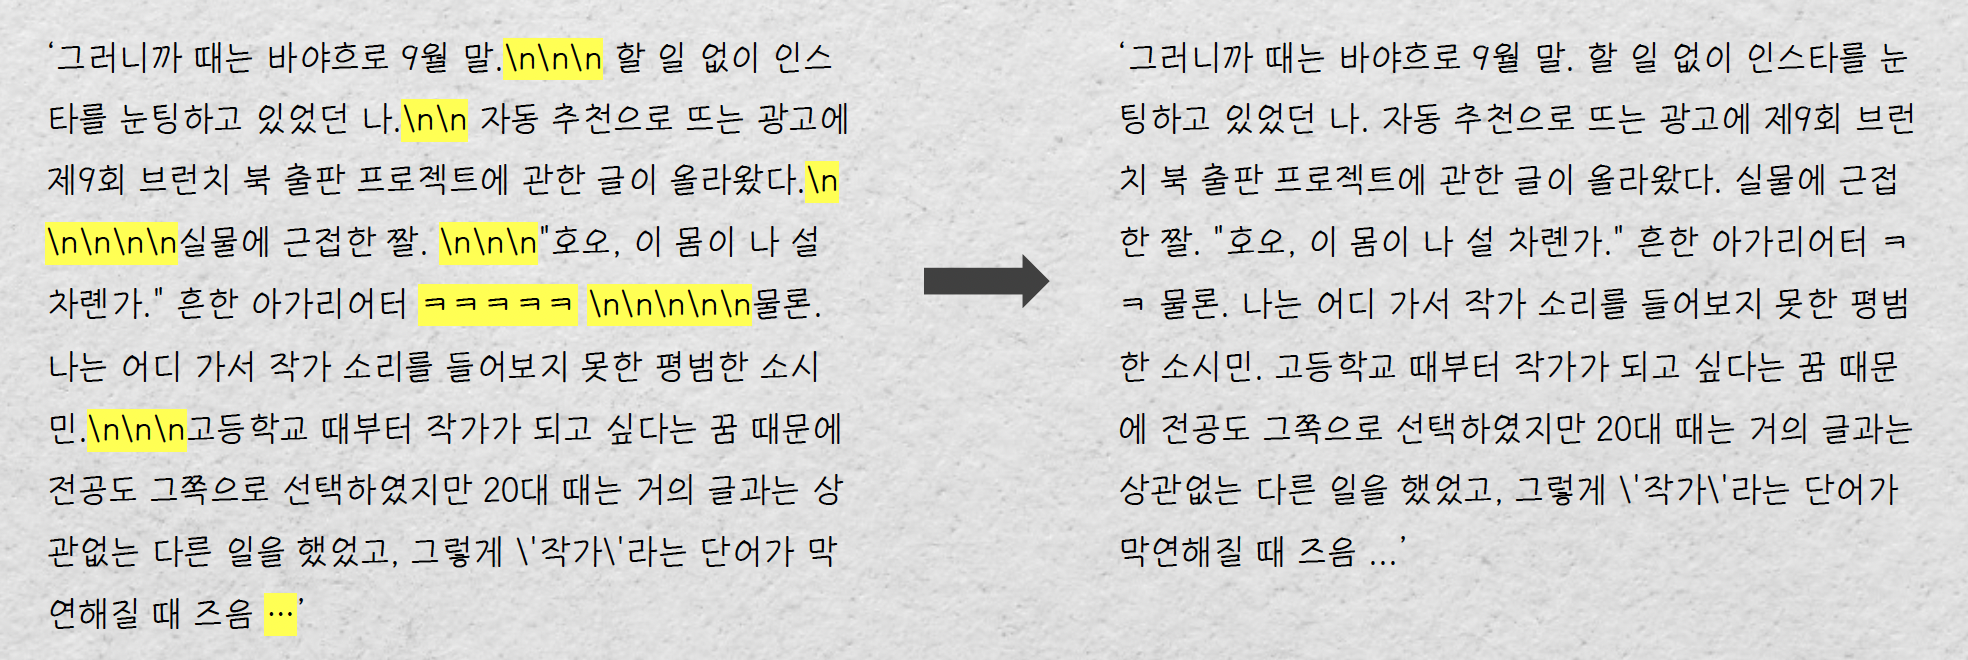 ‘그러니까 때는 바야흐로 9월 말.\n\n\n 할 일 없이 인스
타를 눈팅하고 있었던 나.\n\n 자동 추천으로 뜨는 광고에
제9회 브런치 북 출판 프로젝트에 관한 글이 올라왔다.\n
\n\n\n\n실물에 근접한 짤. \n\n\n"호오, 이 몸이 나 설
차롄가." 흔한 아가리어터 ㅋㅋㅋㅋㅋ \n\n\n\n\n물론.
나는 어디 가서 작가 소리를 들어보지 못한 평범한 소시
민.\n\n\n고등학교 때부터 작가가 되고 싶다는 꿈 때문에
전공도 그쪽으로 선택하였지만 20대 때는 거의 글과는 상
관없는 다른 일을 했었고, 그렇게 \'작가\'라는 단어가 막
연해질 때 즈음 …’
‘그러니까 때는 바야흐로 9월 말. 할 일 없이 인스타를 눈
팅하고 있었던 나. 자동 추천으로 뜨는 광고에 제9회 브런
치 북 출판 프로젝트에 관한 글이 올라왔다. 실물에 근접
한 짤. "호오, 이 몸이 나 설 차롄가." 흔한 아가리어터 ㅋ
ㅋ 물론. 나는 어디 가서 작가 소리를 들어보지 못한 평범
한 소시민. 고등학교 때부터 작가가 되고 싶다는 꿈 때문
에 전공도 그쪽으로 선택하였지만 20대 때는 거의 글과는
상관없는 다른 일을 했었고, 그렇게 \'작가\'라는 단어가
막연해질 때 즈음 ...’